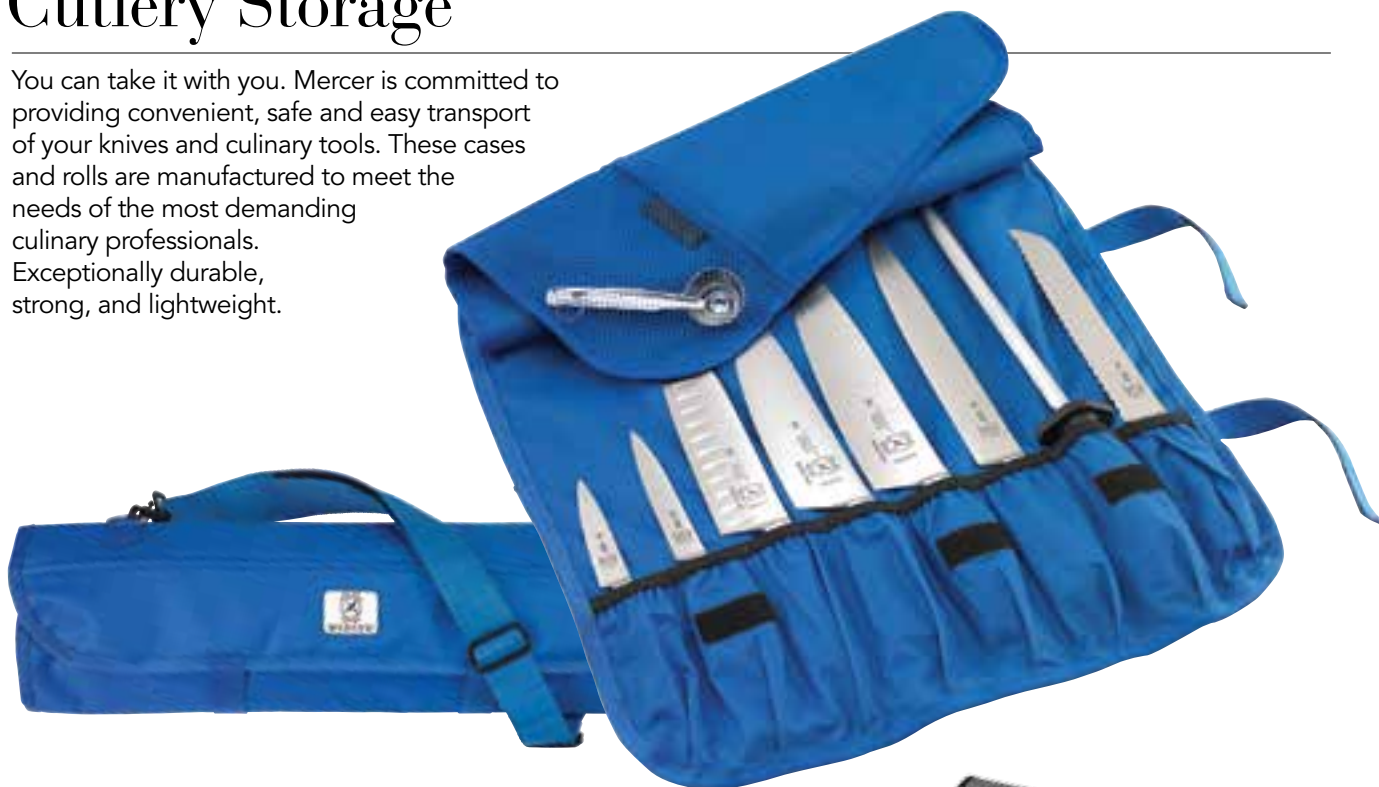 Cutlery Storage
You can take it with you. Mercer is committed to
providing convenient, safe and easy transport
of your knives and culinary tools. These cases
and rolls are manufactured to meet the
needs of the most demanding
culinary professionals.
Exceptionally durable,
strong, and lightweight.
MERCER